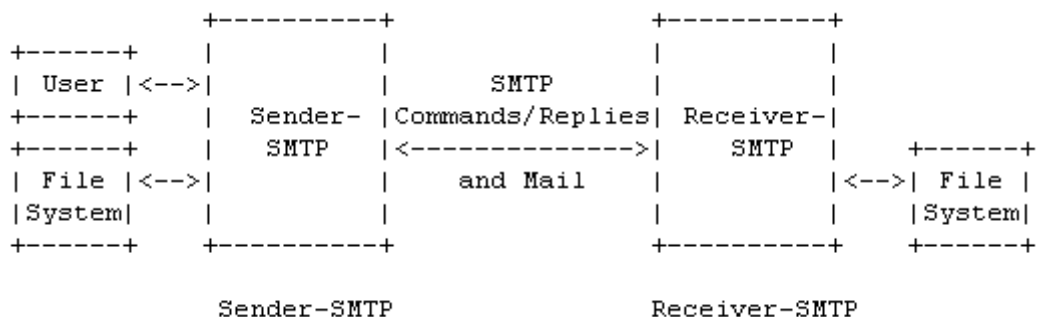 +----------+                +----------+
+------+    |          |                |          |
| User |<-->|          |      SMTP      |          |
+------+    |  Sender- |Commands/Replies| Receiver-|
+------+    |   SMTP   |<-------------->|    SMTP  |    +------+
| File |<-->|          |    and Mail    |          |<-->| File |
|System|    |          |                |          |    |System|
+------+    +----------+                +----------+    +------+
             Sender-SMTP                Receiver-SMTP